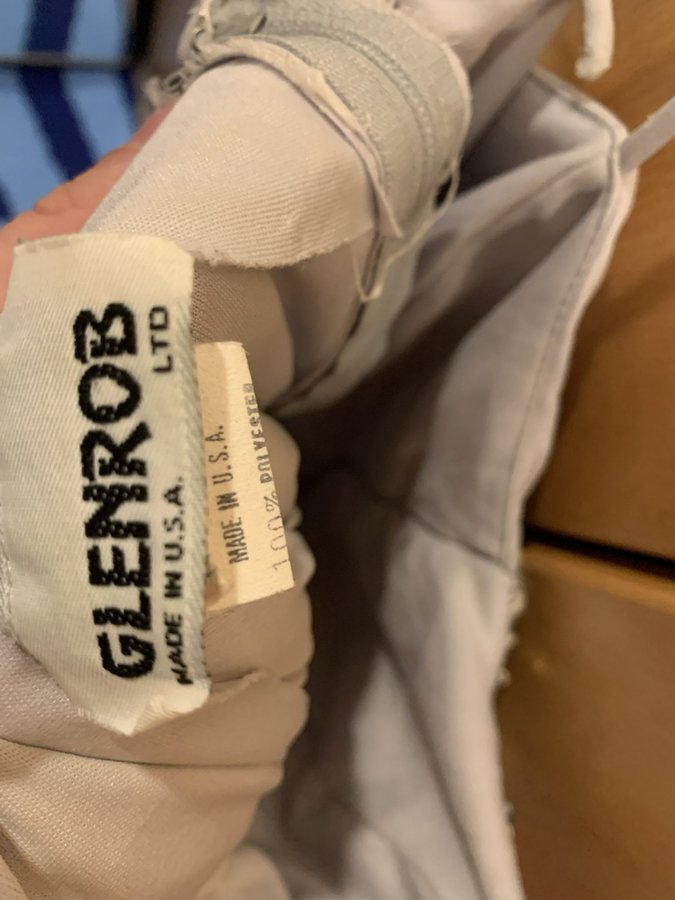 GLENROB
LTD
MADE IN U.S.A.
MADE IN U.S.A.
100% POLYESTER